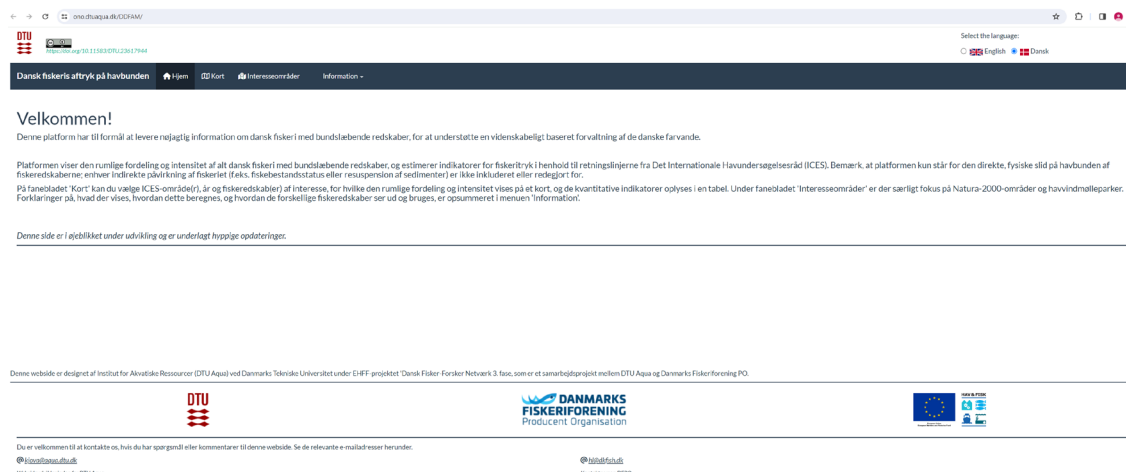 ono.dtuaqua.dk/DDFAM/
DTU
https://doi.org/10.11583/DTU.23617944
Select the language:
English Dansk
Dansk fiskeris aftryk på havbunden Hjem Kort Interesseområder Information
Velkommen!
Denne platform har til formål at levere nøjagtig information om dansk fiskeri med bundslæbende redskaber, for at understøtte en videnskabeligt baseret forvaltning af de danske farvande.
Platformen viser den rumlige fordeling og intensitet af alt dansk fiskeri med bundslæbende redskaber, og estimerer indikatorer for fiskeritryk i henhold til retningslinjerne fra Det Internationale Havundersøgelsesråd (ICES). Bemærk, at platformen kun står for den direkte, fysiske slid på havbunden af
fiskeredskaberne; enhver indirekte påvirkning af fiskeriet (f.eks. fiskebestandsstatus eller resuspension af sedimenter) er ikke inkluderet eller redegjort for.
På fanebladet 'Kort' kan du vælge ICES-område(r), år og fiskeredskab(er) af interesse, for hvilke den rumlige fordeling og intensitet vises på et kort, og de kvantitative indikatorer oplyses i en tabel. Under fanebladet 'Interesseområder' er der særligt fokus på Natura-2000-områder og havvindmølleparker.
Forklaringer på, hvad der vises, hvordan dette beregnes, og hvordan de forskellige fiskeredskaber ser ud og bruges, er opsummeret i menuen 'Information'.
Denne side er i øjeblikket under udvikling og er underlagt hyppige opdateringer.
Denne webside er designet af Institut for Akvatiske Ressourcer (DTU Aqua) ved Danmarks Tekniske Universitet under EHFF-projektet 'Dansk Fisker-Forsker Netværk 3. fase, som er et samarbejdsprojekt mellem DTU Aqua og Danmarks Fiskeriforening PO.
DTU
DANMARKS
FISKERIFORENING
Producent Organisation
HAV & FISK
Du er velkommen til at kontakte os, hvis du har spørgsmål eller kommentarer til denne webside. Se de relevante e-mailadresser herunder.
@kjova@aqua.dtu.dk @hl@dkfisk.dk